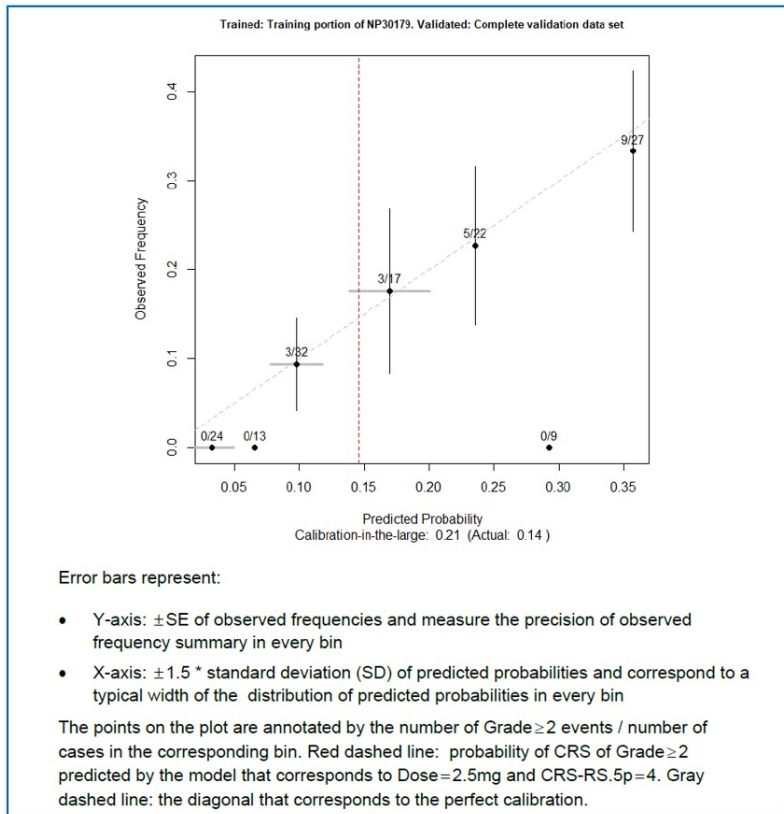 Trained: Training portion of NP30179. Validated: Complete validation data set
0.4
0.3
0.2
0.1
0.0
Observed Frequency
9/27
5/22
3/17
3/32
0/24
0/13
0/9
0.05
0.10
0.15
0.20
0.25
0.30
0.35
Predicted Probability
Calibration-in-the-large: 0.21 (Actual: 0.14 )
Error bars represent:
• Y-axis: ±SE of observed frequencies and measure the precision of observed
frequency summary in every bin
• X-axis: ±1.5 * standard deviation (SD) of predicted probabilities and correspond to a
typical width of the distribution of predicted probabilities in every bin
The points on the plot are annotated by the number of Grade≥2 events / number of
cases in the corresponding bin. Red dashed line: probability of CRS of Grade≥2
predicted by the model that corresponds to Dose=2.5mg and CRS-RS.5p=4. Gray
dashed line: the diagonal that corresponds to the perfect calibration.